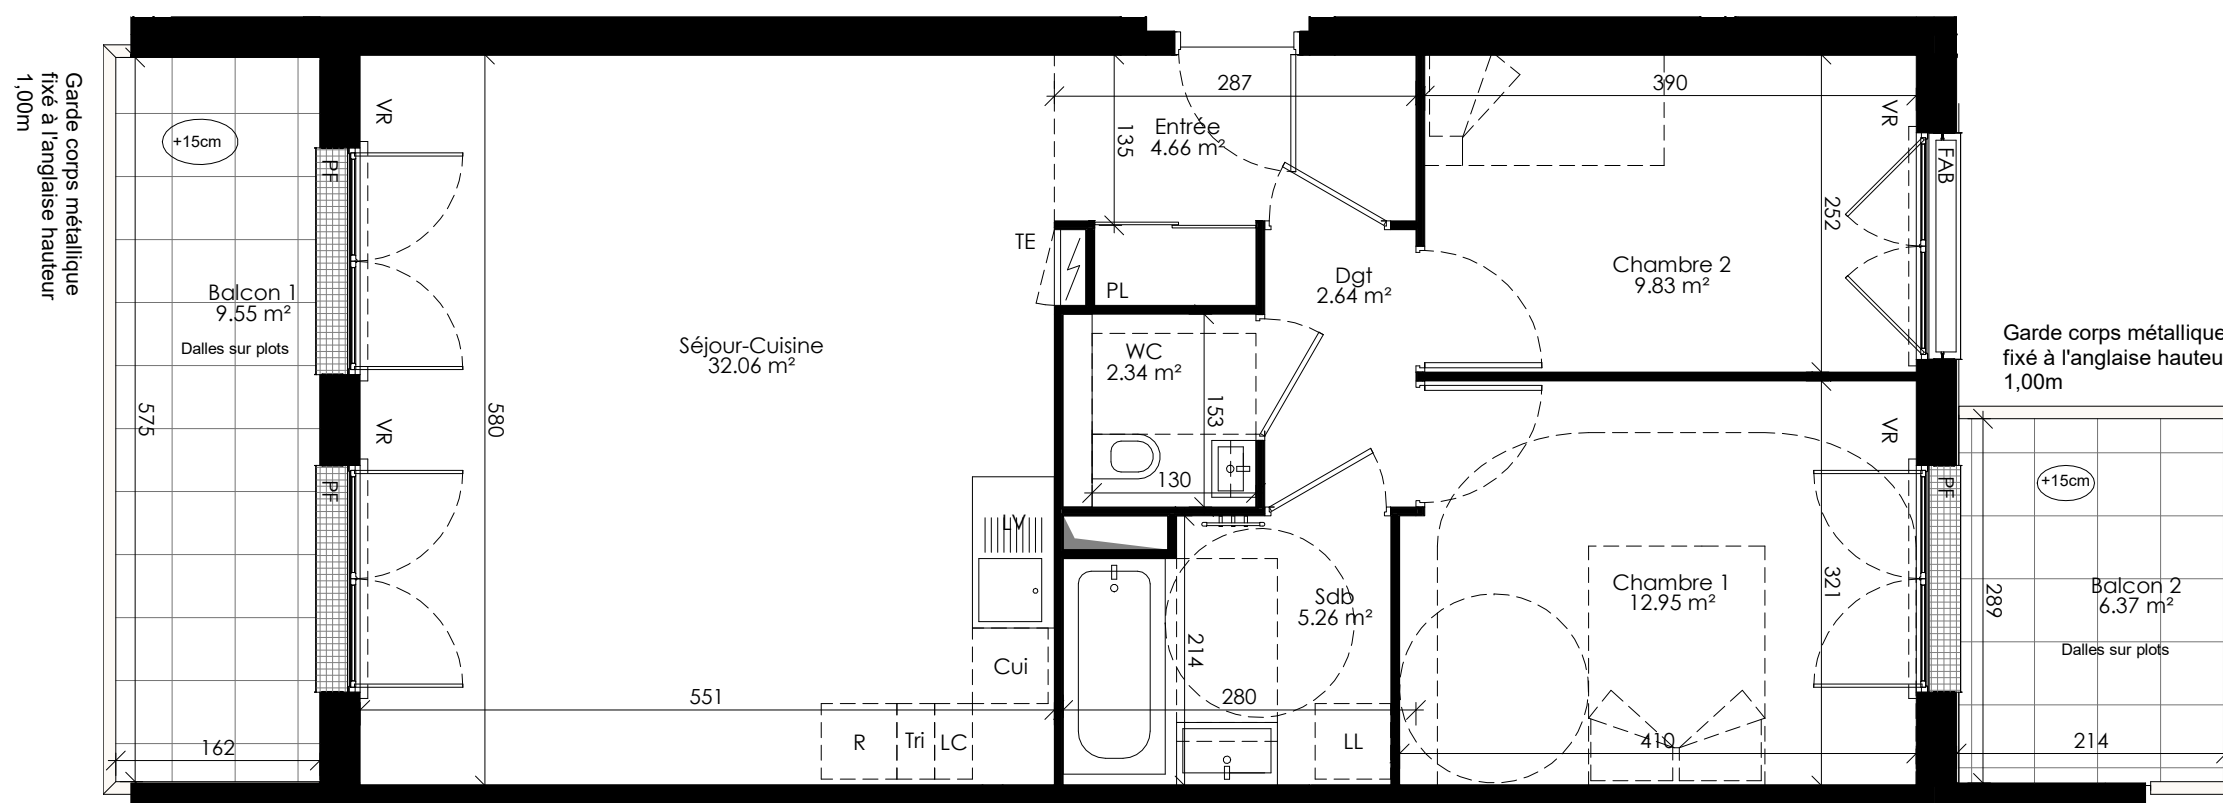 Garde corps métallique
fixé à l'anglaise hauteur
1,00m
+15cm
Balcon 1
9.55 m²
Dalles sur plots
575
162
PF
PF
VR
VR
580
Séjour-Cuisine
32.06 m²
551
LV
Cui
R
Tri
LC
287
135
Entrée
4.66 m²
TE
PL
WC
2.34 m²
153
130
Dgt
2.64 m²
Sdb
5.26 m²
214
280
LL
390
VR
FAB
252
Chambre 2
9.83 m²
VR
PF
Chambre 1
12.95 m²
321
410
Garde corps métallique
fixé à l'anglaise hauteu
1,00m
+15cm
289
Balcon 2
6.37 m²
Dalles sur plots
214